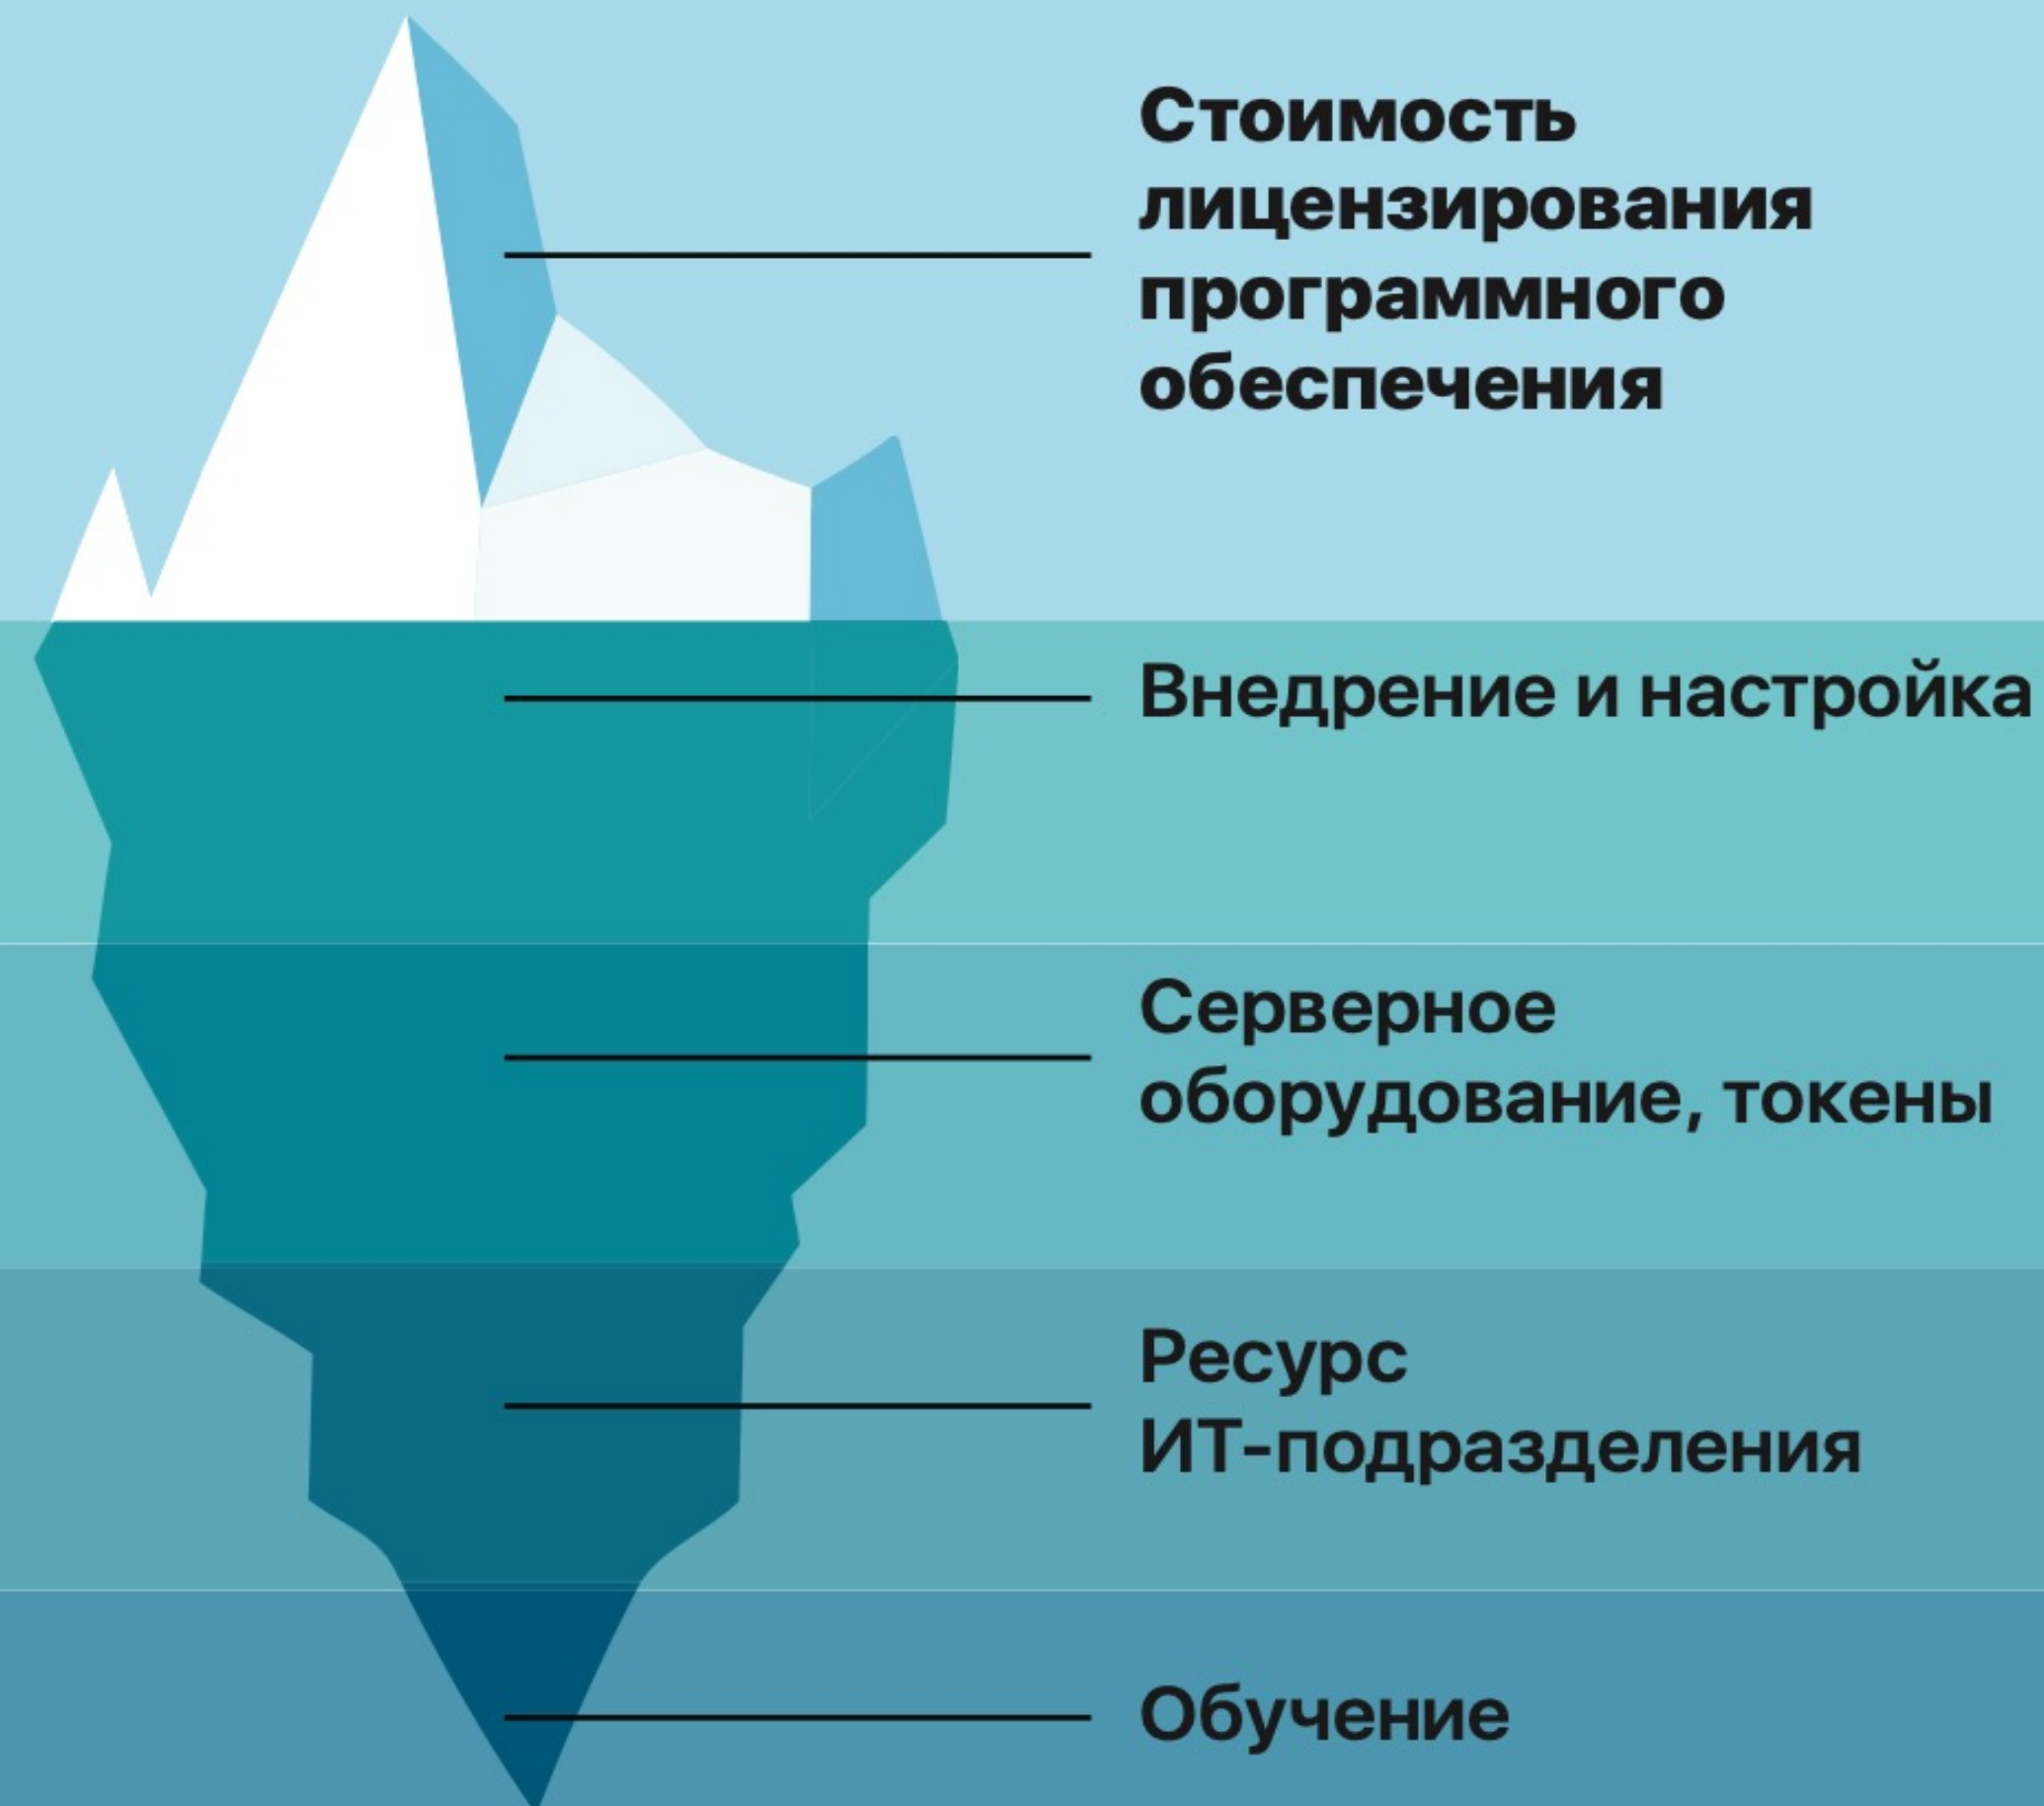 Стоимость
лицензирования
программного
обеспечения
Внедрение и настройка
Серверное
оборудование, токены
Ресурс
ИТ-подразделения
Обучение